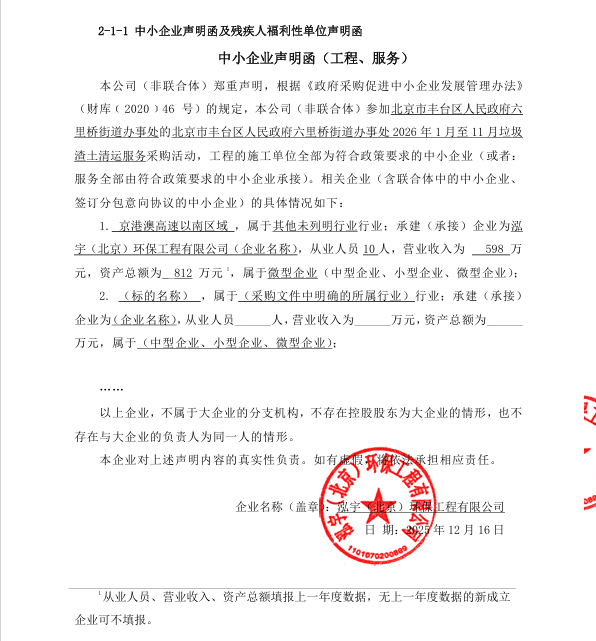 2-1-1 中小企业声明函及残疾人福利性单位声明函
中小企业声明函（工程、服务）
本公司（非联合体）郑重声明，根据《政府采购促进中小企业发展管理办法》
（财库﹝2020﹞46 号）的规定，本公司（非联合体）参加北京市丰台区人民政府六
里桥街道办事处的北京市丰台区人民政府六里桥街道办事处 2026 年 1 月至 11 月垃圾
渣土清运服务采购活动，工程的施工单位全部为符合政策要求的中小企业（或者：
服务全部由符合政策要求的中小企业承接）。相关企业（含联合体中的中小企业、
签订分包意向协议的中小企业）的具体情况如下：
1. 京港澳高速以南区域 ，属于其他未列明行业行业；承建（承接）企业为泓
宇（北京）环保工程有限公司（企业名称），从业人员 10 人，营业收入为 598 万
元，资产总额为 812 万元¹，属于微型企业（中型企业、小型企业、微型企业）；
2. （标的名称） ，属于（采购文件中明确的所属行业）行业；承建（承接）
企业为（企业名称），从业人员______人，营业收入为______万元，资产总额为______
万元，属于（中型企业、小型企业、微型企业）；
……
以上企业，不属于大企业的分支机构，不存在控股股东为大企业的情形，也不
存在与大企业的负责人为同一人的情形。
本企业对上述声明内容的真实性负责。如有虚假，将依法承担相应责任。
企业名称（盖章）：泓宇（北京）环保工程有限公司
日 期：2025 年 12 月 16 日
泓宇（北京）环保工程有限公司
1101070200899
¹从业人员、营业收入、资产总额填报上一年度数据，无上一年度数据的新成立
企业可不填报。